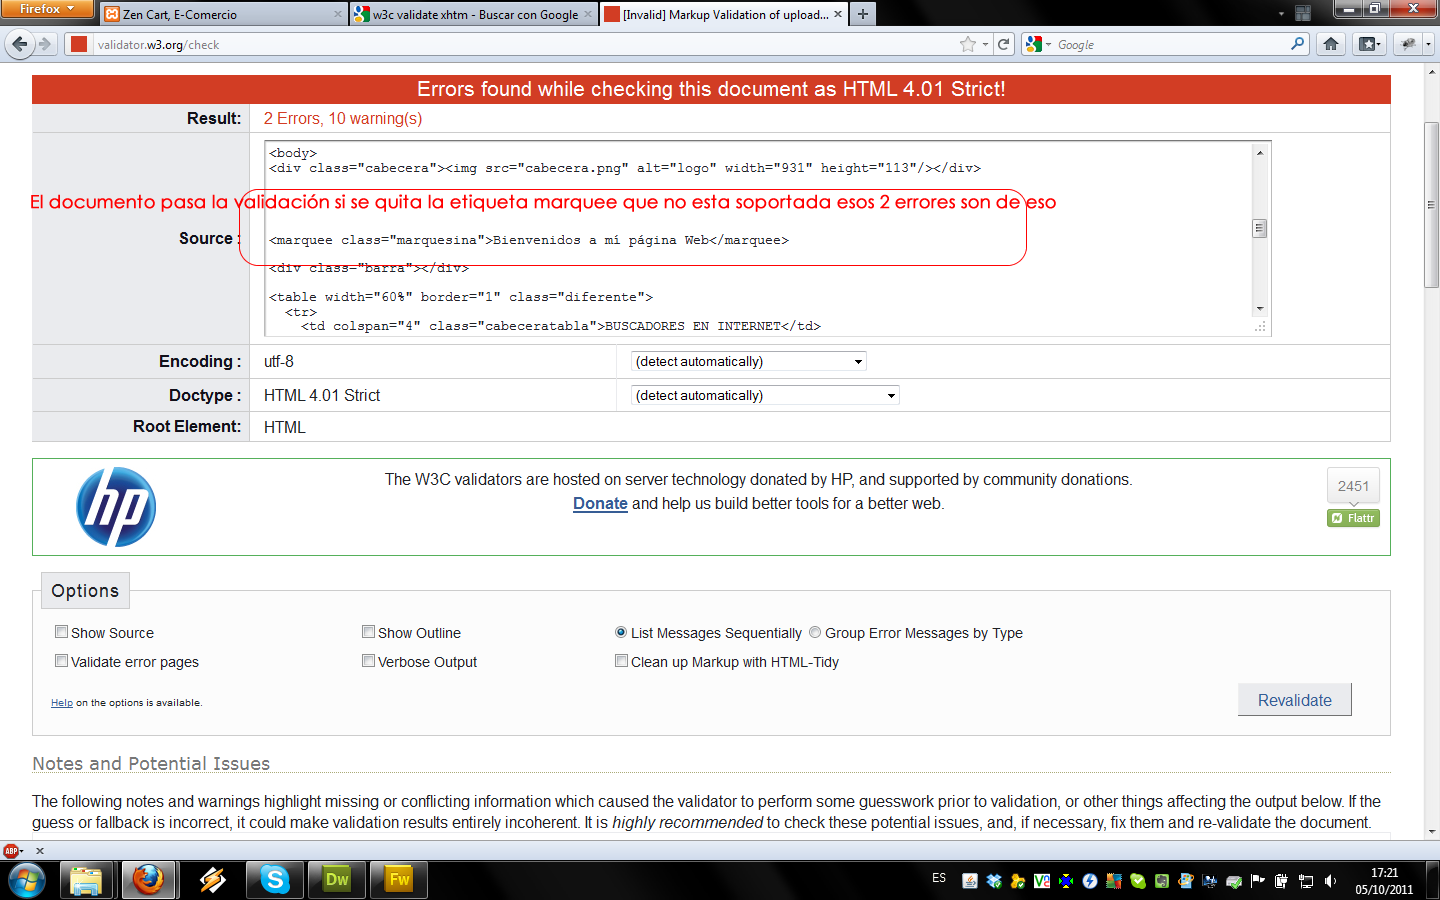 Firefox
Zen Cart, E-Comercio
w3c validate xhtm - Buscar con Google
[Invalid] Markup Validation of upload...
validator.w3.org/check
Google
Errors found while checking this document as HTML 4.01 Strict!
Result: 2 Errors, 10 warning(s)
<body>
<div class="cabecera"><img src="cabecera.png" alt="logo" width="931" height="113"/></div>
El documento pasa la validación si se quita la etiqueta marquee que no esta soportada esos 2 errores son de eso
Source :
<marquee class="marquesina">Bienvenidos a mí página Web</marquee>
<div class="barra"></div>
<table width="60%" border="1" class="diferente">
<tr>
<td colspan="4" class="cabeceratabla">BUSCADORES EN INTERNET</td>
Encoding : utf-8 (detect automatically)
Doctype : HTML 4.01 Strict (detect automatically)
Root Element: HTML
hp
The W3C validators are hosted on server technology donated by HP, and supported by community donations.
Donate and help us build better tools for a better web.
2451
Flattr
Options
Show Source Show Outline List Messages Sequentially Group Error Messages by Type
Validate error pages Verbose Output Clean up Markup with HTML-Tidy
Help on the options is available.
Revalidate
Notes and Potential Issues
The following notes and warnings highlight missing or conflicting information which caused the validator to perform some guesswork prior to validation, or other things affecting the output below. If the
guess or fallback is incorrect, it could make validation results entirely incoherent. It is highly recommended to check these potential issues, and, if necessary, fix them and re-validate the document.
ABP
Dw
Fw
ES
17:21
05/10/2011